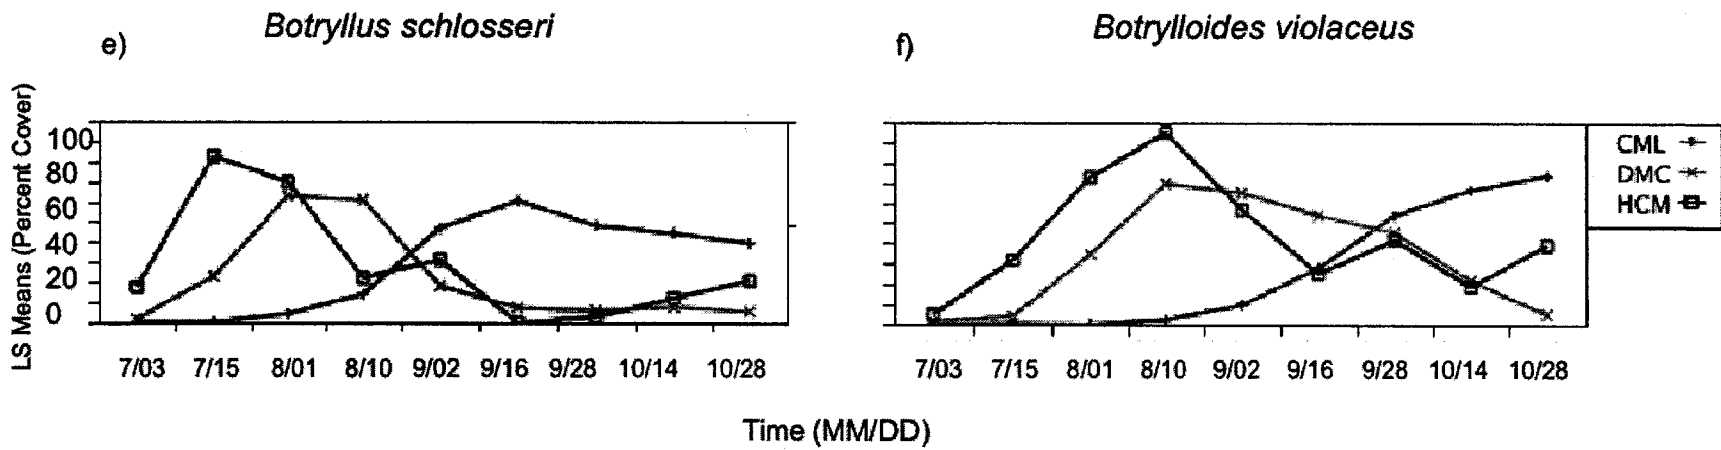 e) Botryllus schlosseri
f) Botrylloides violaceus
LS Means (Percent Cover)
100
80
60
40
20
0
7/03 7/15 8/01 8/10 9/02 9/16 9/28 10/14 10/28
7/03 7/15 8/01 8/10 9/02 9/16 9/28 10/14 10/28
CML
DMC
HCM
Time (MM/DD)